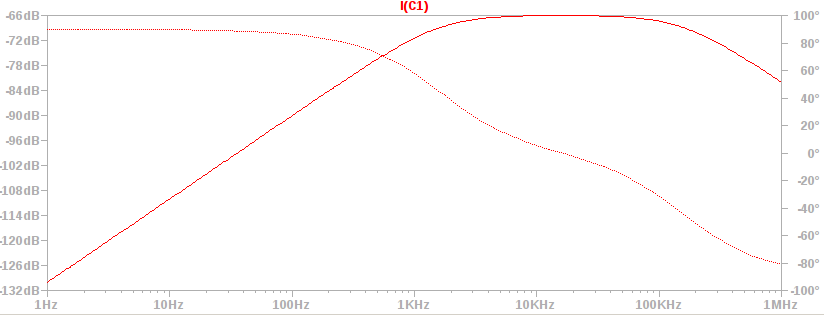 I(C1)
-66dB 100°
-72dB 80°
-78dB 60°
-84dB 40°
-90dB 20°
-96dB 0°
-102dB -20°
-108dB -40°
-114dB -60°
-120dB -80°
-126dB
-132dB -100°
1Hz 10Hz 100Hz 1KHz 10KHz 100KHz 1MHz